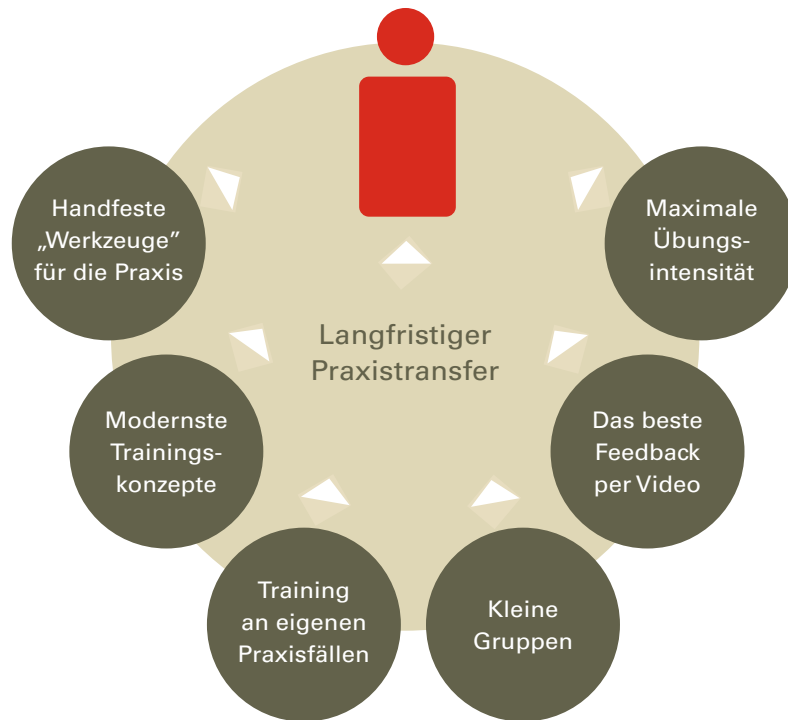 Handfeste
„Werkzeuge”
für die Praxis
Maximale
Übungs-
intensität
Langfristiger
Praxistransfer
Modernste
Trainings-
konzepte
Das beste
Feedback
per Video
Training
an eigenen
Praxisfällen
Kleine
Gruppen